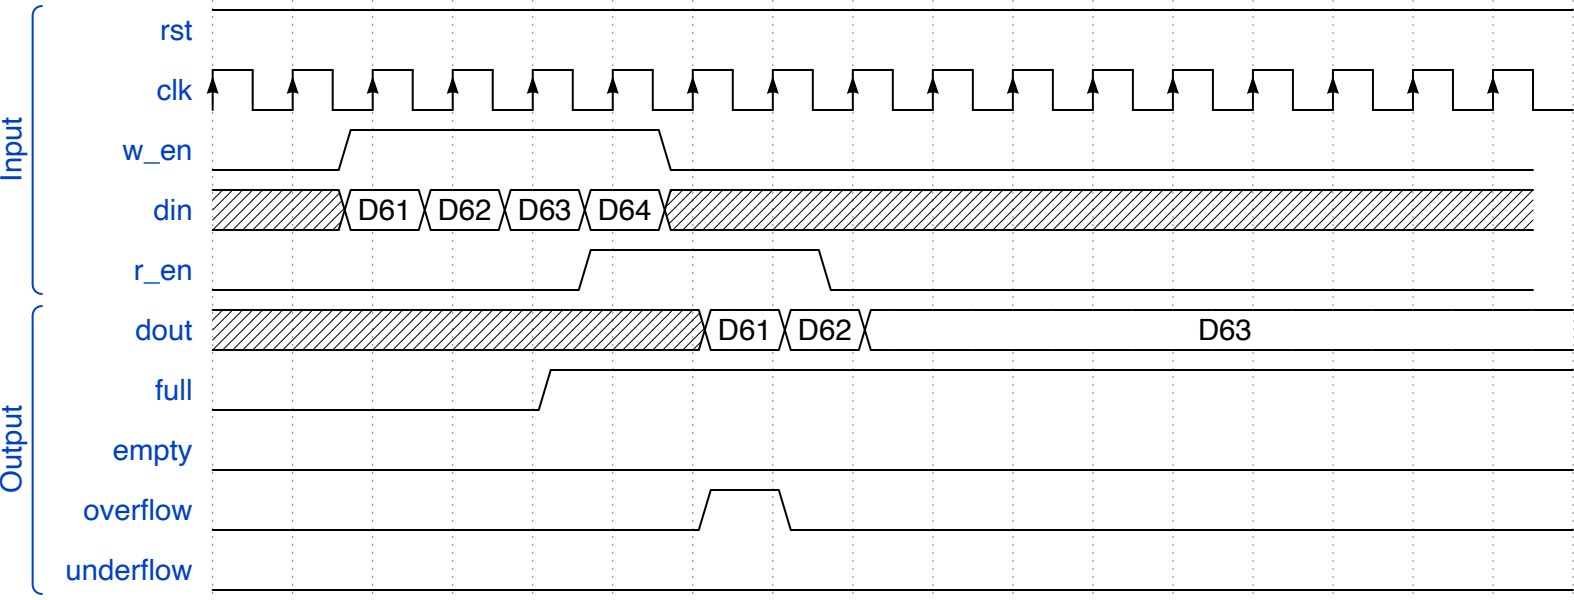 Input
rst
clk
w_en
din D61 D62 D63 D64
r_en
Output
dout D61 D62 D63
full
empty
overflow
underflow